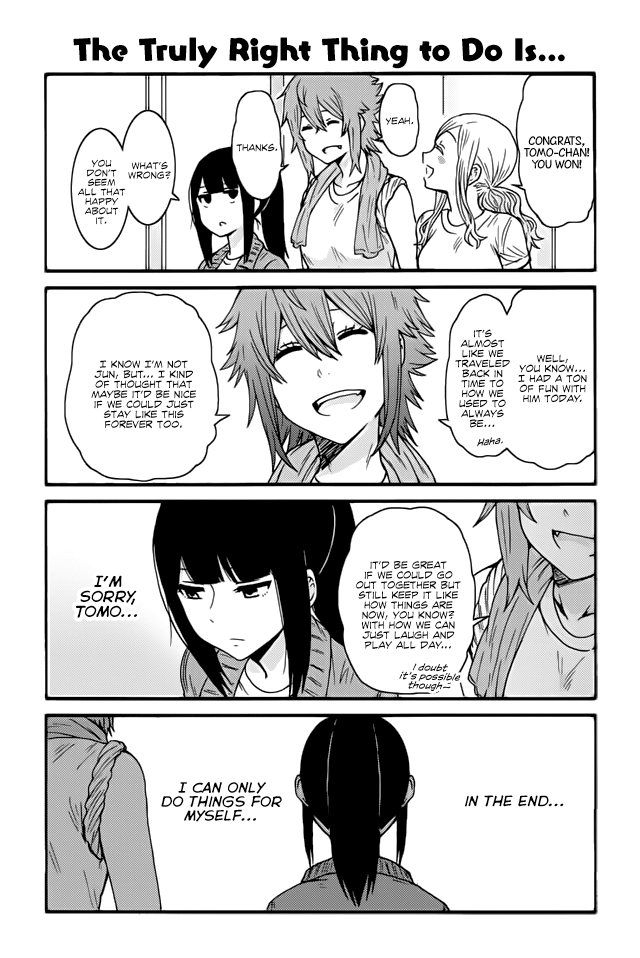 The Truly Right Thing to Do Is...
CONGRATS,
TOMO-CHAN!
YOU WON!
YEAH.
THANKS.
WHAT'S
WRONG?
YOU
DON'T
SEEM
ALL THAT
HAPPY
ABOUT
IT.
WELL,
YOU KNOW...
I HAD A TON
OF FUN WITH
HIM TODAY.
IT'S
ALMOST
LIKE WE
TRAVELED
BACK IN
TIME TO
HOW WE
USED TO
ALWAYS
BE...
Haha.
I KNOW I'M NOT
JUN, BUT... I KIND
OF THOUGHT THAT
MAYBE IT'D BE NICE
IF WE COULD JUST
STAY LIKE THIS
FOREVER TOO.
IT'D BE GREAT
IF WE COULD GO
OUT TOGETHER BUT
STILL KEEP IT LIKE
HOW THINGS ARE
NOW, YOU KNOW?
WITH HOW WE CAN
JUST LAUGH AND
PLAY ALL DAY...
I doubt
it's possible
though~
I'M
SORRY,
TOMO...
IN THE END...
I CAN ONLY
DO THINGS FOR
MYSELF...